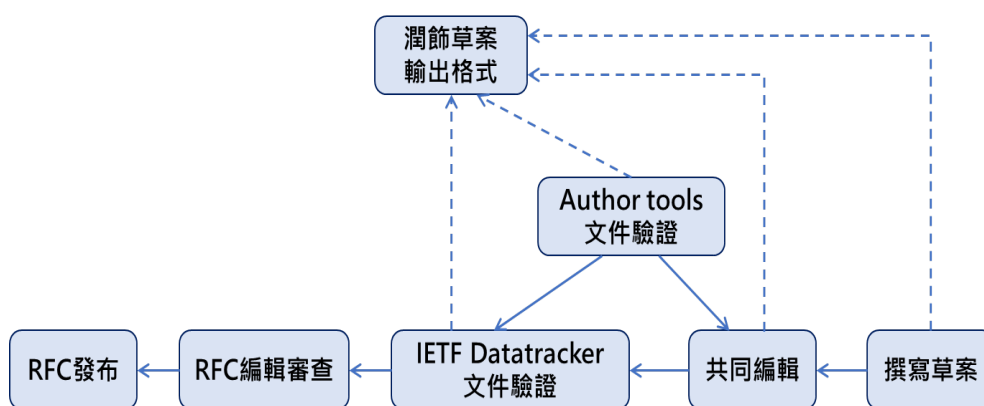 潤飾草案
輸出格式
Author tools
文件驗證
RFC發布
RFC編輯審查
IETF Datatracker
文件驗證
共同編輯
撰寫草案